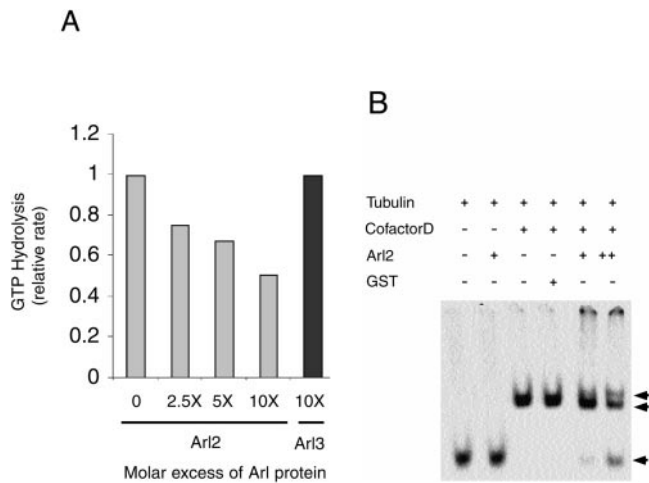 A
GTP Hydrolysis
(relative rate)
1.2
1
0.8
0.6
0.4
0.2
0
0 2.5X 5X 10X 10X
Arl2 Arl3
Molar excess of Arl protein
B
Tubulin + + + + + +
CofactorD - - + + + +
Arl2 - + - - + ++
GST - - - + - -